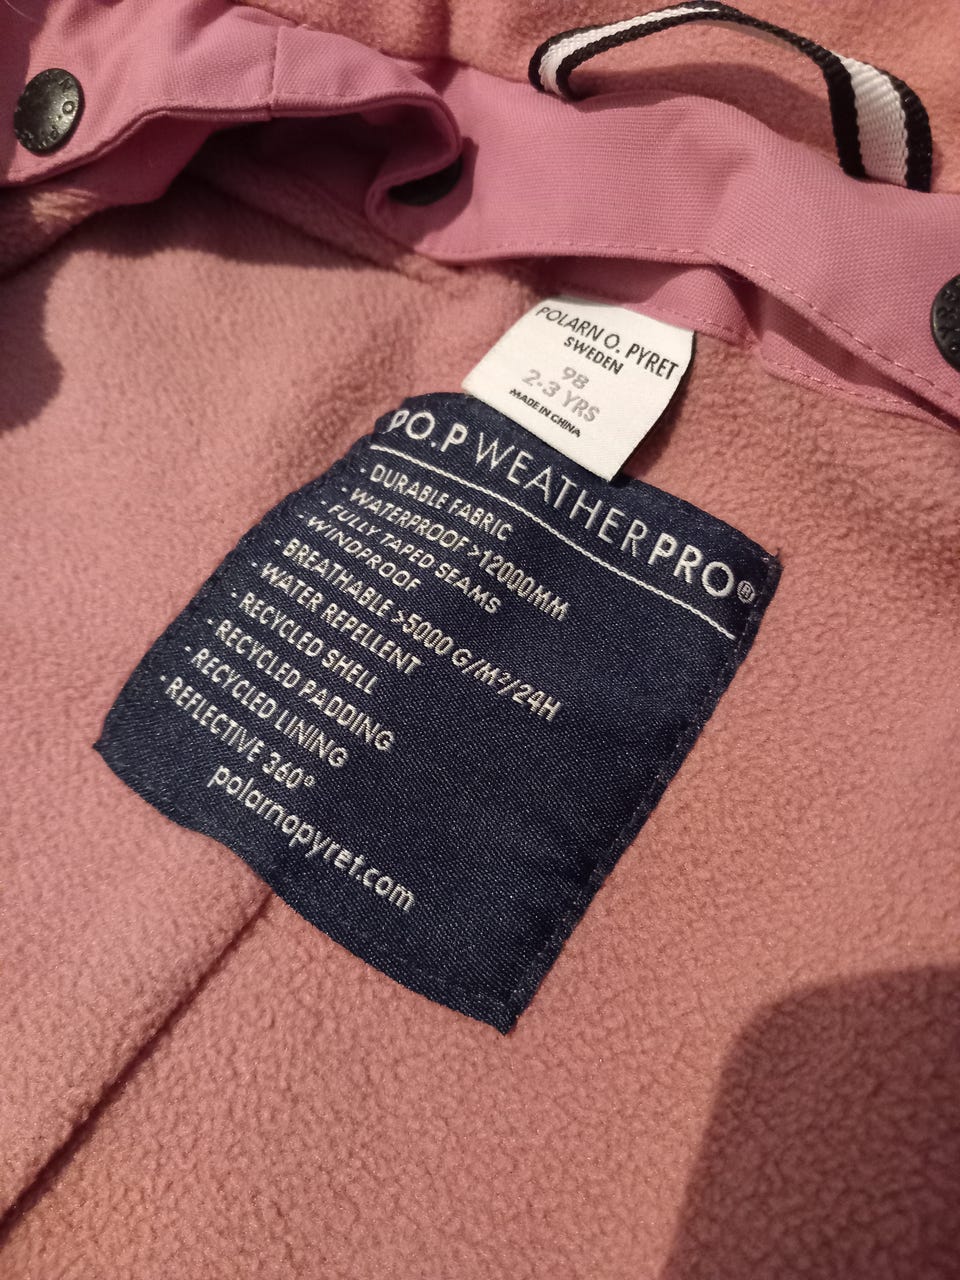 POLARN O. PYRET
SWEDEN
98
2-3 YRS
MADE IN CHINA
PO.P WEATHERPRO®
- DURABLE FABRIC
- WATERPROOF >12000MM
- FULLY TAPED SEAMS
- WINDPROOF
- BREATHABLE >5000 G/M²/24H
- WATER REPELLENT
- RECYCLED SHELL
- RECYCLED PADDING
- RECYCLED LINING
- REFLECTIVE 360°
polarnopyret.com